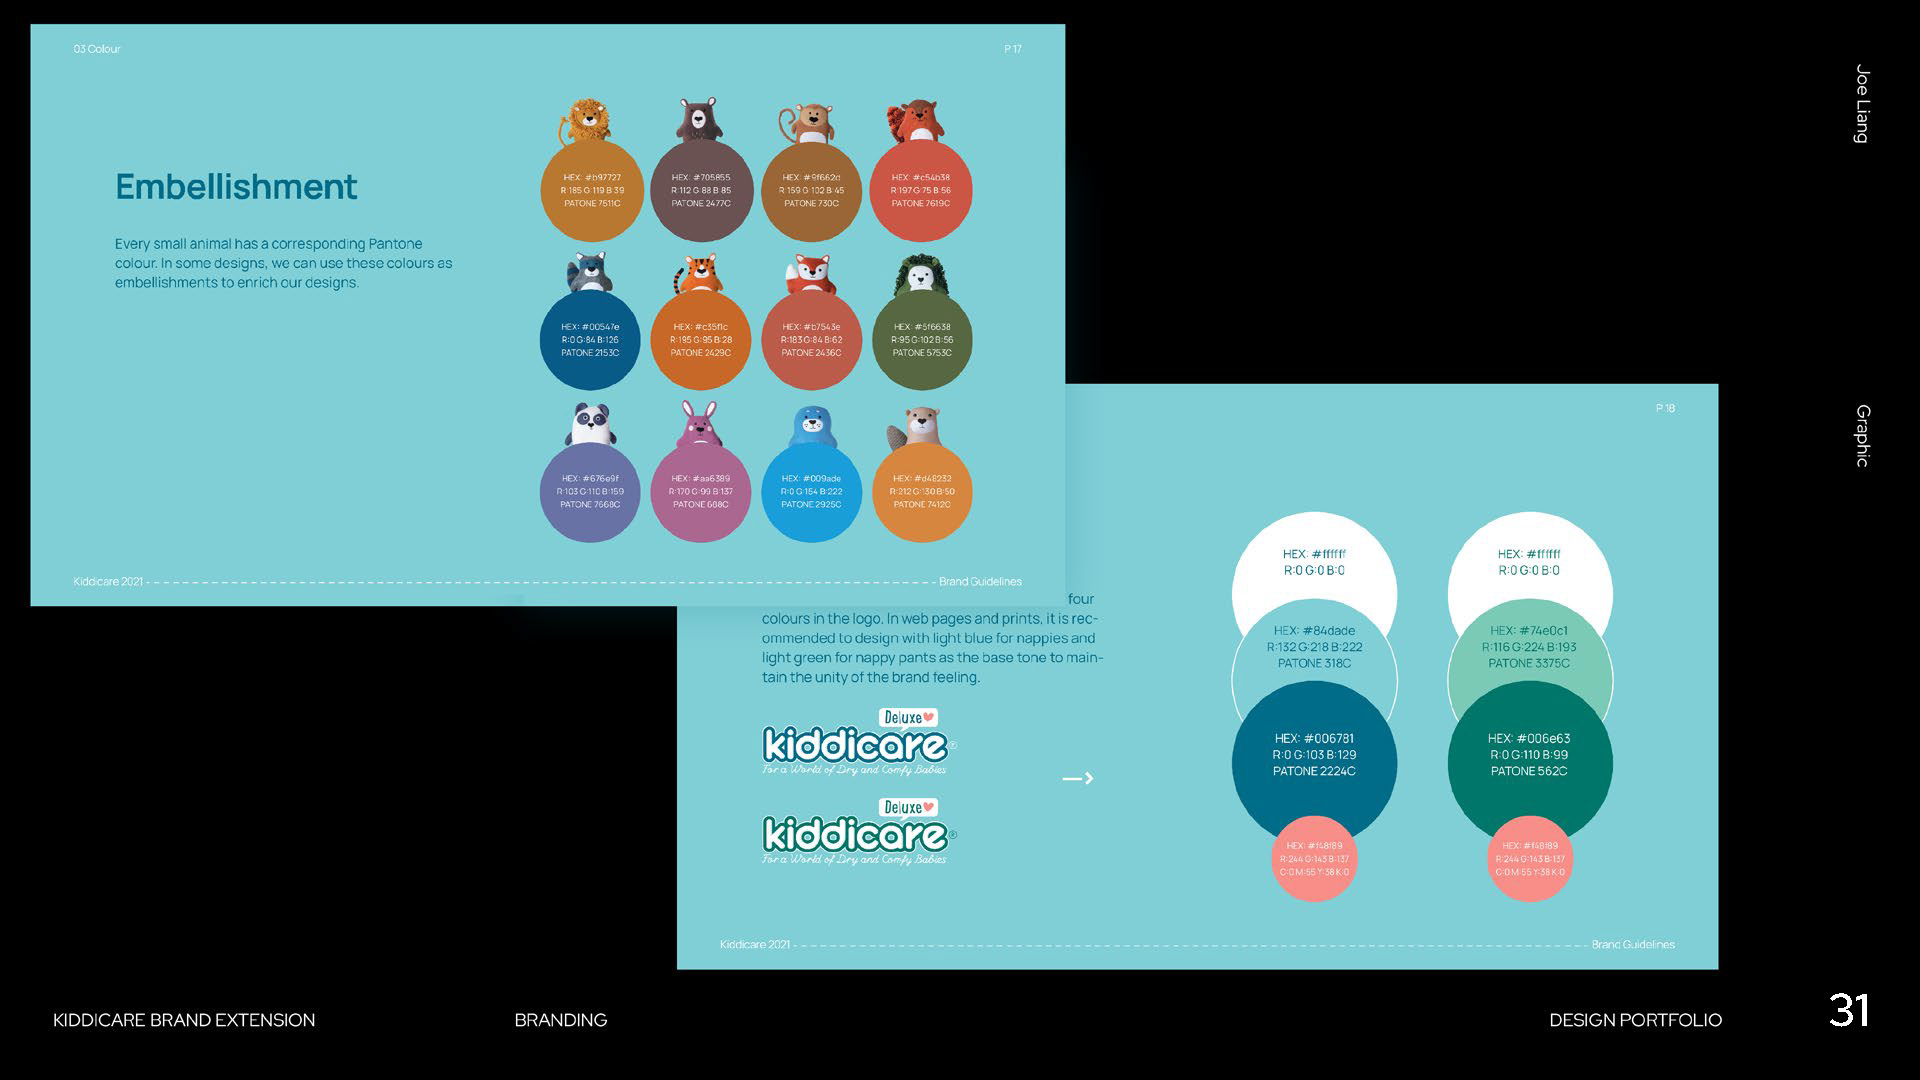 03 Colour
P 17
Embellishment
Every small animal has a corresponding Pantone
colour. In some designs, we can use these colours as
embellishments to enrich our designs.
HEX: #b97727
R:185 G:119 B:39
PATONE 7511C
HEX: #705855
R:112 G:88 B:85
PATONE 2477C
HEX: #9f662d
R:159 G:102 B:45
PATONE 730C
HEX: #c54b38
R:197 G:75 B:56
PATONE 7619C
HEX: #00547e
R:0 G:84 B:126
PATONE 2153C
HEX: #c35f1c
R:195 G:95 B:28
PATONE 2429C
HEX: #b7543e
R:183 G:84 B:62
PATONE 2436C
HEX: #5f6638
R:95 G:102 B:56
PATONE 5753C
HEX: #676e9f
R:103 G:110 B:159
PATONE 7668C
HEX: #aa6389
R:170 G:99 B:137
PATONE 688C
HEX: #009ade
R:0 G:154 B:222
PATONE 2925C
HEX: #d48232
R:212 G:130 B:50
PATONE 7412C
Kiddicare 2021
Brand Guidelines
P 18
four
colours in the logo. In web pages and prints, it is rec-
ommended to design with light blue for nappies and
light green for nappy pants as the base tone to main-
tain the unity of the brand feeling.
Deluxe
kiddicare®
For a World of Dry and Comfy Babies
Deluxe
kiddicare®
For a World of Dry and Comfy Babies
HEX: #ffffff
R:0 G:0 B:0
HEX: #84dade
R:132 G:218 B:222
PATONE 318C
HEX: #006781
R:0 G:103 B:129
PATONE 2224C
HEX: #f48f89
R:244 G:143 B:137
C:0 M:55 Y:38 K:0
HEX: #ffffff
R:0 G:0 B:0
HEX: #74e0c1
R:116 G:224 B:193
PATONE 3375C
HEX: #006e63
R:0 G:110 B:99
PATONE 562C
HEX: #f48f89
R:244 G:143 B:137
C:0 M:55 Y:38 K:0
Kiddicare 2021
Brand Guidelines
Joe Liang
Graphic
KIDDICARE BRAND EXTENSION
BRANDING
DESIGN PORTFOLIO
31